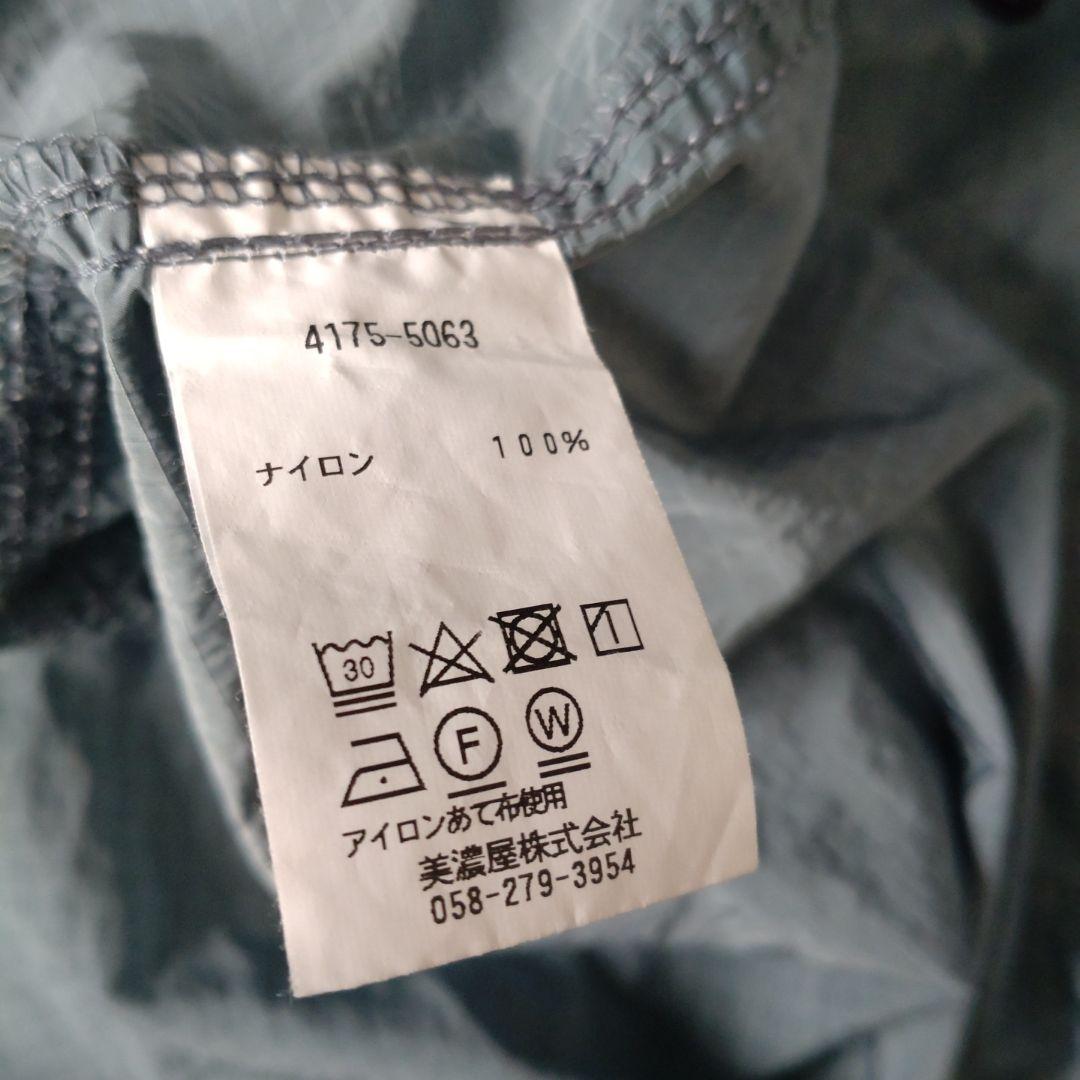 4175-5063
ナイロン 100%
30
F W
アイロンあて布使用
美濃屋株式会社
058-279-3954